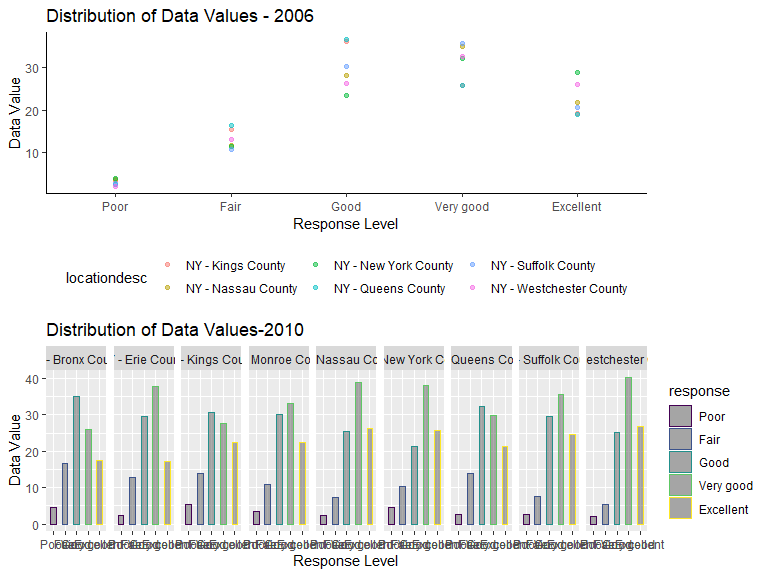 Distribution of Data Values - 2006
Data Value
30
20
10
Poor Fair Good Very good Excellent
Response Level
locationdesc
NY - Kings County NY - New York County NY - Suffolk County
NY - Nassau County NY - Queens County NY - Westchester County
Distribution of Data Values-2010
- Bronx Cou - Erie Coun - Kings Cou Monroe Co Nassau Co New York C Queens Co - Suffolk Co estchester
Data Value
40
30
20
10
0
Response Level
response
Poor
Fair
Good
Very good
Excellent